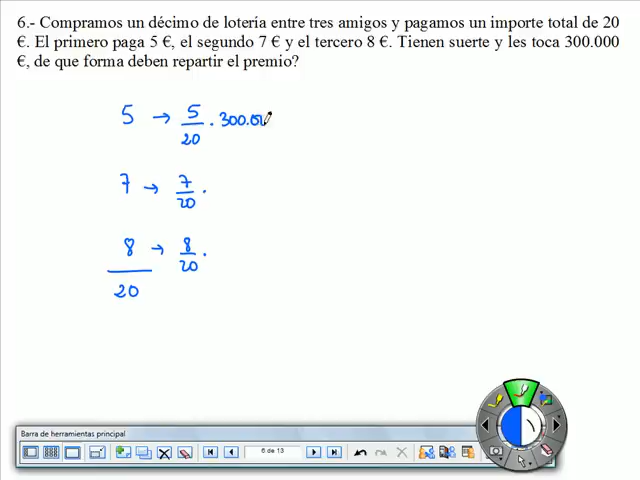 6.- Compramos un décimo de lotería entre tres amigos y pagamos un importe total de 20
€. El primero paga 5 €, el segundo 7 € y el tercero 8 €. Tienen suerte y les toca 300.000
€, de que forma deben repartir el premio?
5 → 5/20 · 300.00
7 → 7/20 ·
8 → 8/20 ·
20
Barra de herramientas principal
6 de 13